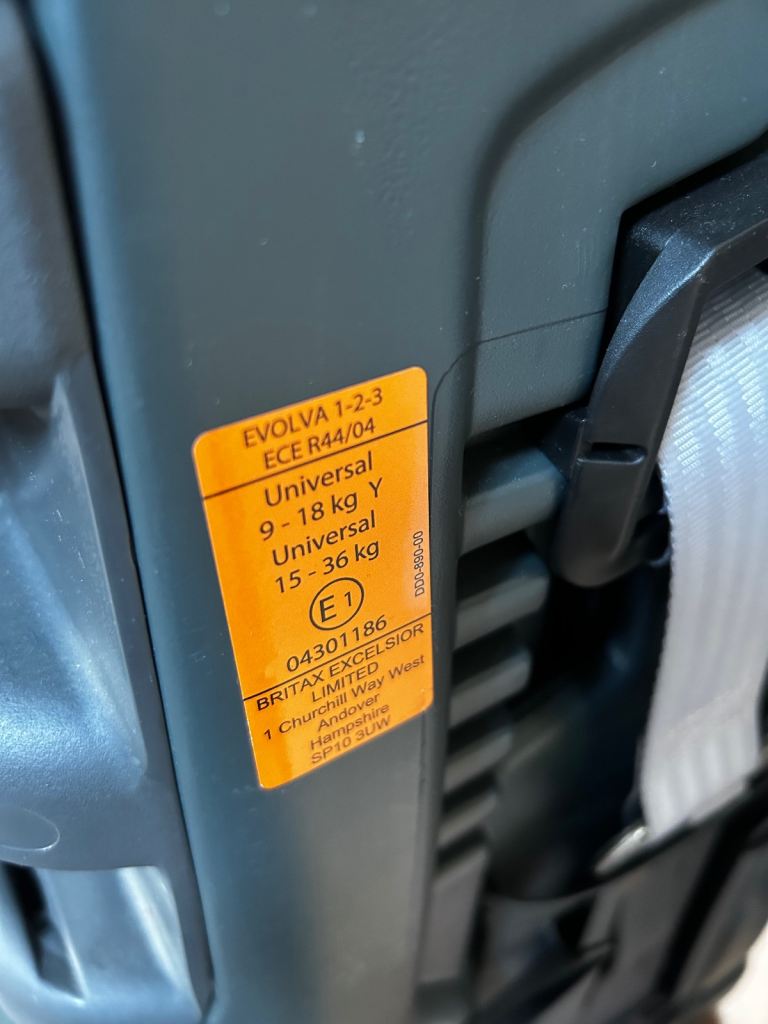 EVOLVA 1-2-3
ECE R44/04
Universal
9 - 18 kg Y
Universal
15 - 36 kg
E 1
04301186
DD0-890-00
BRITAX EXCELSIOR
LIMITED
1 Churchill Way West
Andover
Hampshire
SP10 3UW